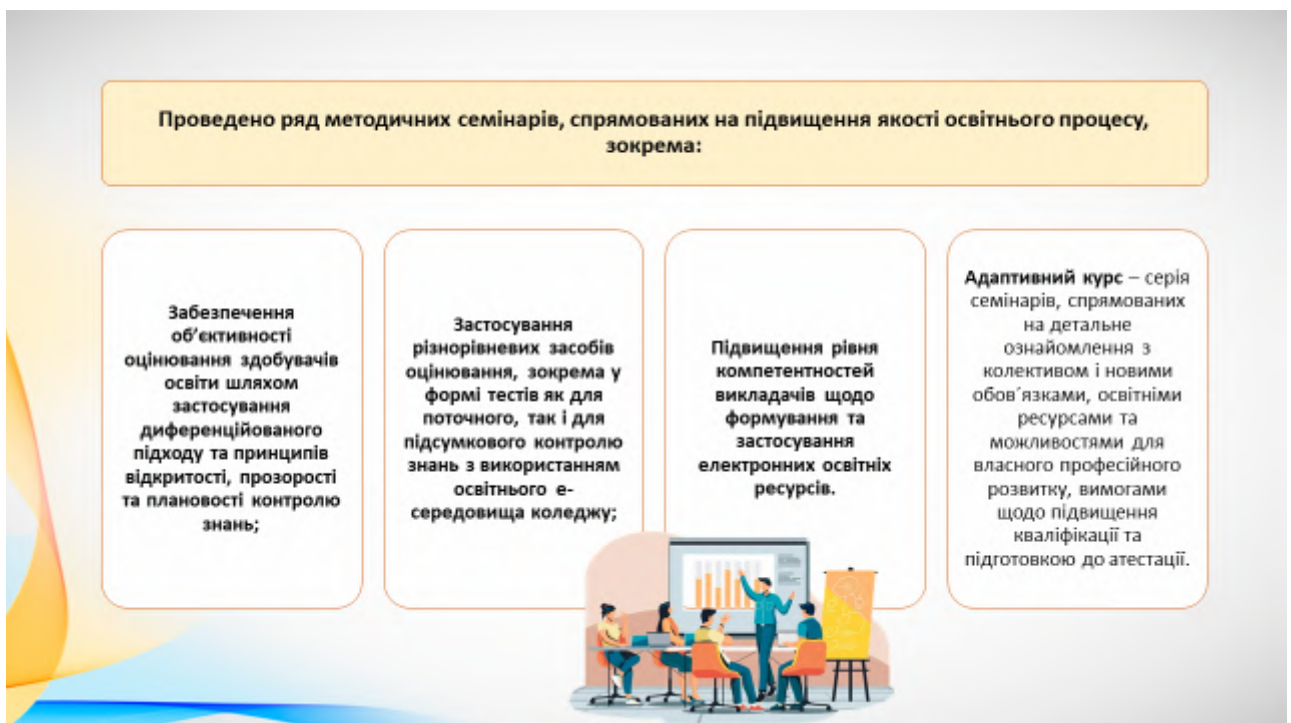 Проведено ряд методичних семінарів, спрямованих на підвищення якості освітнього процесу,
зокрема:
Забезпечення
об’єктивності
оцінювання здобувачів
освіти шляхом
застосування
диференційованого
підходу та принципів
відкритості, прозорості
та плановості контролю
знань;
Застосування
різнорівневих засобів
оцінювання, зокрема у
формі тестів як для
поточного, так і для
підсумкового контролю
знань з використанням
освітнього е-
середовища коледжу;
Підвищення рівня
компетентностей
викладачів щодо
формування та
застосування
електронних освітніх
ресурсів.
Адаптивний курс – серія
семінарів, спрямованих
на детальне
ознайомлення з
колективом і новими
обов´язками, освітніми
ресурсами та
можливостями для
власного професійного
розвитку, вимогами
щодо підвищення
кваліфікації та
підготовкою до атестації.